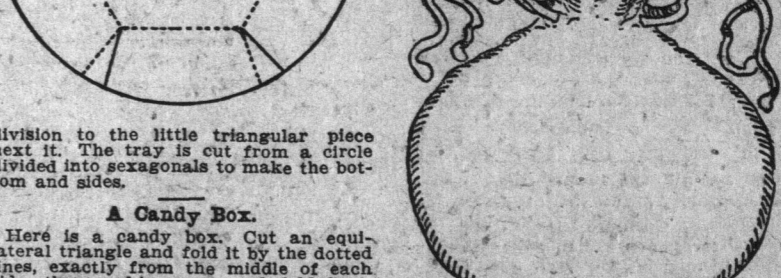 division to the little triangular piece
next it. The tray is cut from a circle
divided into sexagonals to make the bot-
tom and sides.
A Candy Box.
Here is a candy box. Cut an equi-
lateral triangle and fold it by the dotted
lines, exactly from the middle of each